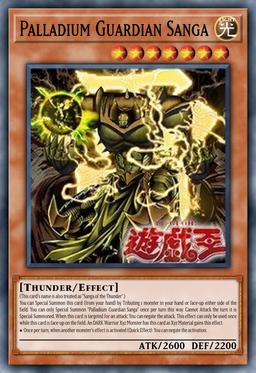 PALLADIUM GUARDIAN SANGA
光
遊戯王
[THUNDER/EFFECT]
(This card's name is also treated as "Sanga of the Thunder".)
You can Special Summon this card (from your hand) by Tributing 1 monster in your hand or face-up either side of the
field. You can only Special Summon "Palladium Guardian Sanga" once per turn this way. Cannot Attack the turn it is
Special Summoned. When this card is targeted for an attack: You can negate the attack. This effect can only be used once
while this card is face-up on the field. An DARK Warrior Xyz Monster has this card as Xyz Material gains this effect.
● Once per turn, when another monster's effect is activated (Quick Effect): You can negate the activation.
ATK/2600 DEF/2200